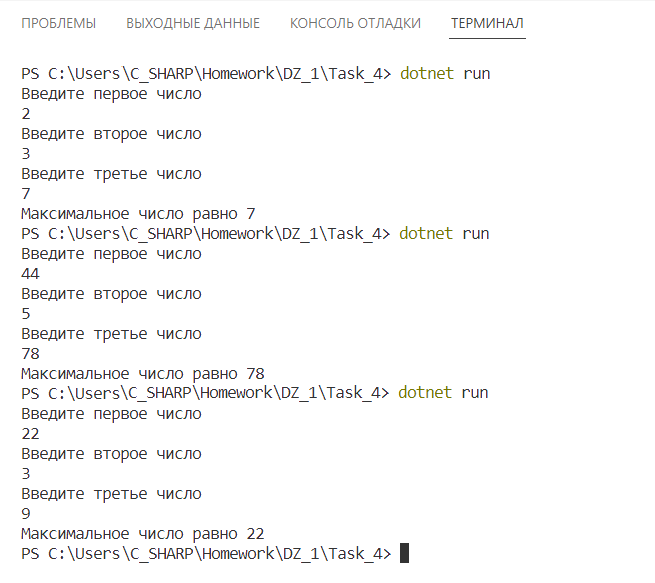 ПРОБЛЕМЫ ВЫХОДНЫЕ ДАННЫЕ КОНСОЛЬ ОТЛАДКИ ТЕРМИНАЛ
PS C:\Users\C_SHARP\Homework\DZ_1\Task_4> dotnet run
Введите первое число
2
Введите второе число
3
Введите третье число
7
Максимальное число равно 7
PS C:\Users\C_SHARP\Homework\DZ_1\Task_4> dotnet run
Введите первое число
44
Введите второе число
5
Введите третье число
78
Максимальное число равно 78
PS C:\Users\C_SHARP\Homework\DZ_1\Task_4> dotnet run
Введите первое число
22
Введите второе число
3
Введите третье число
9
Максимальное число равно 22
PS C:\Users\C_SHARP\Homework\DZ_1\Task_4>